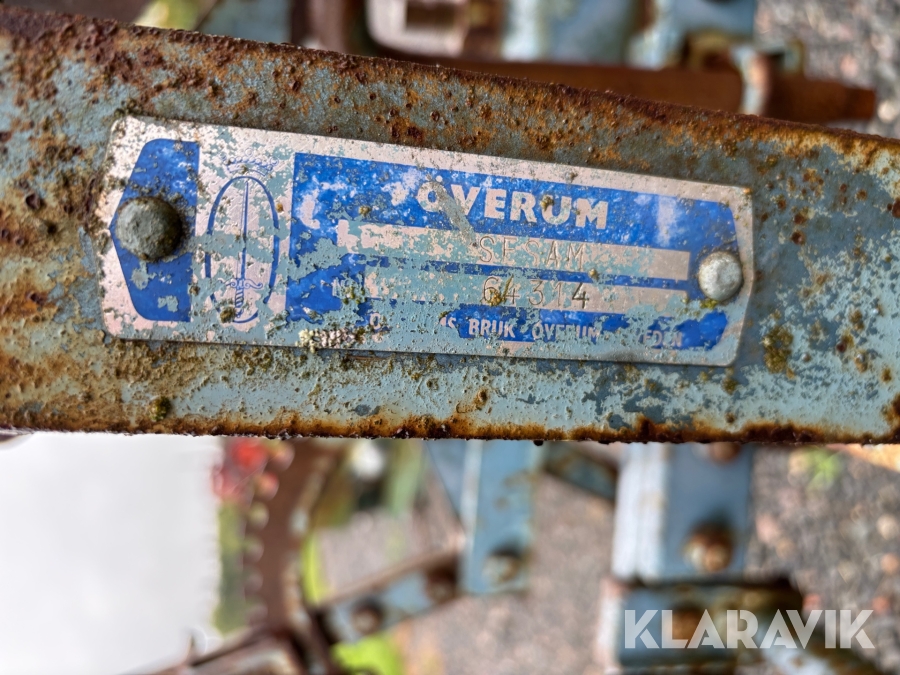 ÖVERUM
SESAM
64314
BRUK · ÖVERUM
KLARAVIK